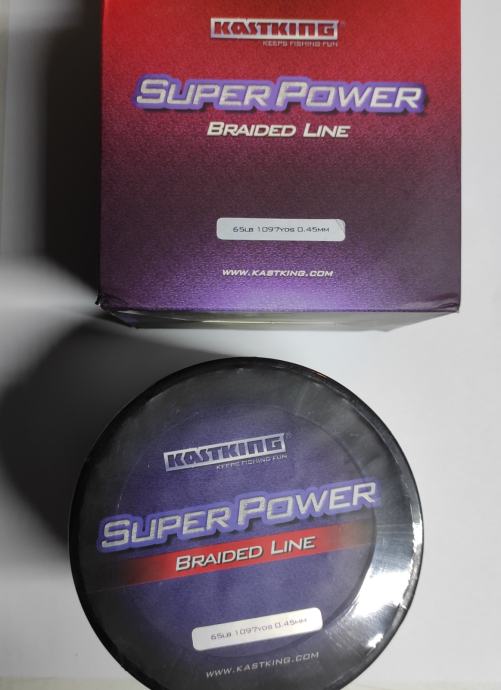 KASTKING®
KEEPS FISHING FUN
SUPER POWER
BRAIDED LINE
65LB 1097YDS 0.45MM
WWW.KASTKING.COM
KASTKING®
KEEPS FISHING FUN
SUPER POWER
BRAIDED LINE
65LB 1097YDS 0.45MM
WWW.KASTKING.COM